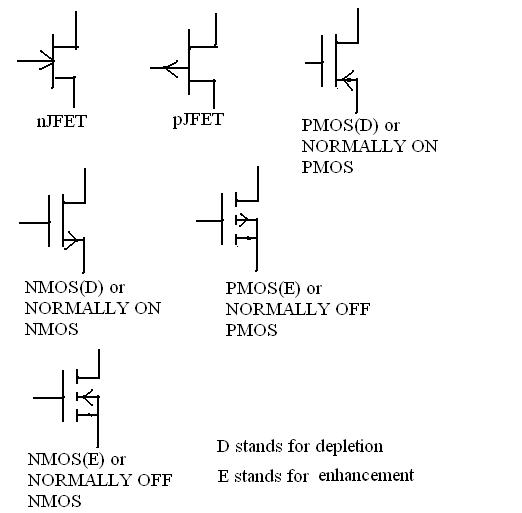 nJFET
pJFET
PMOS(D) or
NORMALLY ON
PMOS
NMOS(D) or
NORMALLY ON
NMOS
PMOS(E) or
NORMALLY OFF
PMOS
NMOS(E) or
NORMALLY OFF
NMOS
D stands for depletion
E stands for enhancement